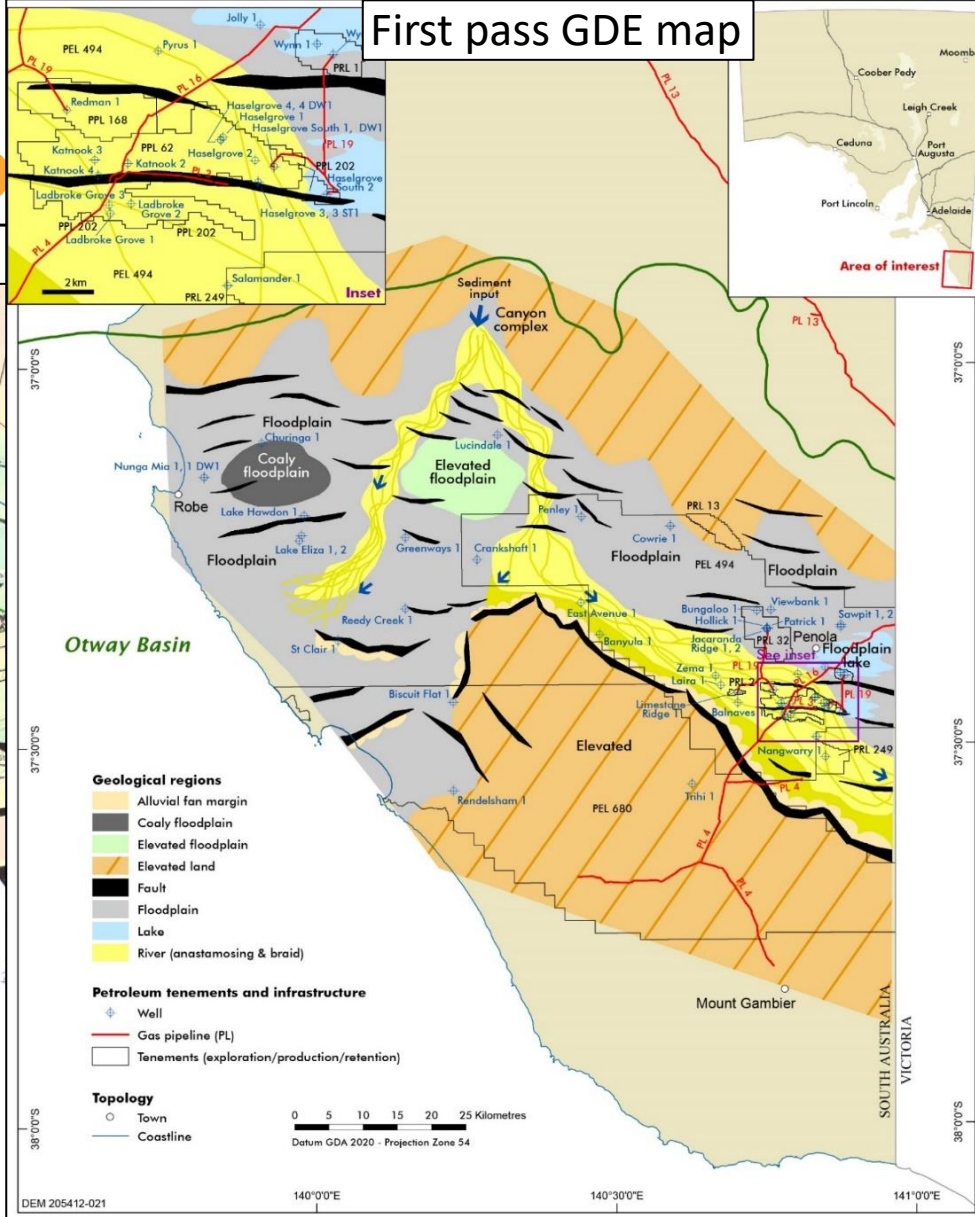 First pass GDE map
Jolly 1
Wynn 1
Wy
PEL 494
Pyrus 1
PRL 1
PL 19
PL 16
Redman 1
Haselgrove 4, 4 DW1
Haselgrove 1
Haselgrove South 1, DW1
PPL 168
PPL 62
PL 19
Katnook 3
Katnook 2
Haselgrove 2
PPL 202
Katnook 4
Haselgrove
South 2
Ladbroke Grove 3
Ladbroke
Grove 2
Haselgrove 3, 3 ST1
PPL 202
PPL 202
Ladbroke Grove 1
PL 4
PEL 494
Salamander 1
2 km
PRL 249
Inset
Moomb
Coober Pedy
Leigh Creek
Ceduna
Port
Augusta
Port Lincoln
Adelaide
Area of interest
PL 13
PL 13
Sediment
input
Canyon
complex
37°0'0"S
37°0'0"S
Floodplain
Churinga 1
Lucindale 1
Coaly
floodplain
Elevated
floodplain
Nunga Mia 1, 1 DW1
Robe
Lake Hawdon 1
Penley 1
PRL 13
Cowrie 1
Floodplain
Lake Eliza 1, 2
Greenways 1
Crankshaft 1
Floodplain
PEL 494
Floodplain
Reedy Creek 1
East Avenue 1
Bungaloo 1
Viewbank 1
Hollick 1
Patrick 1
Sawpit 1, 2
Otway Basin
St Clair 1
Banyula 1
Jacaranda
Ridge 1, 2
PRL 32
Penola
See inset
Floodplain
lake
Zema 1
PL 19
PL 16
Laira 1
PRL 2
PL 19
Biscuit Flat 1
Limestone
Ridge 1
Balnaves 1
Elevated
Nangwarry 1
PRL 249
37°30'0"S
37°30'0"S
Rendelsham 1
Trihi 1
PL 4
PEL 680
PL 4
PL 4
Mount Gambier
Geological regions
Alluvial fan margin
Coaly floodplain
Elevated floodplain
Elevated land
Fault
Floodplain
Lake
River (anastamosing & braid)
Petroleum tenements and infrastructure
Well
Gas pipeline (PL)
Tenements (exploration/production/retention)
Topology
Town
Coastline
0 5 10 15 20 25 Kilometres
Datum GDA 2020 - Projection Zone 54
SOUTH AUSTRALIA
VICTORIA
38°0'0"S
38°0'0"S
DEM 205412-021
140°0'0"E
140°30'0"E
141°0'0"E